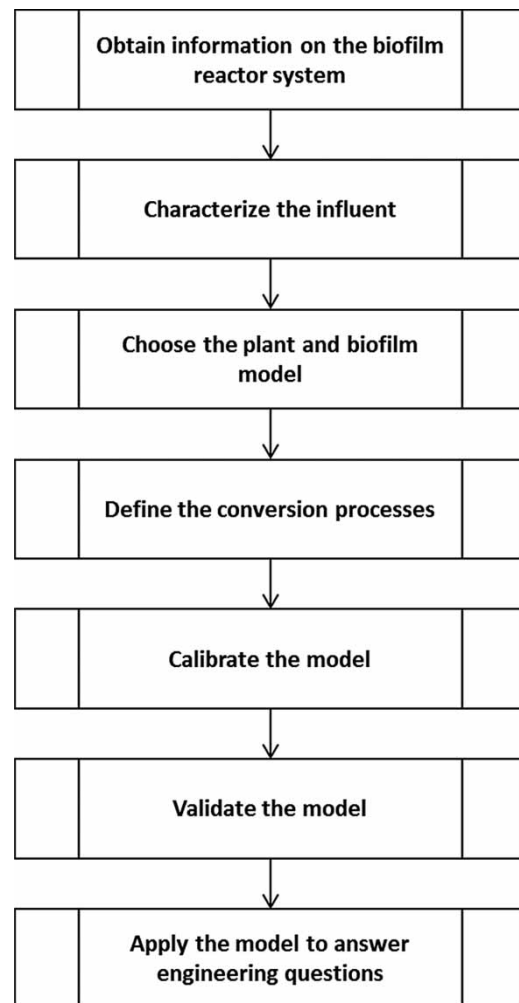 Obtain information on the biofilm
reactor system
Characterize the influent
Choose the plant and biofilm
model
Define the conversion processes
Calibrate the model
Validate the model
Apply the model to answer
engineering questions